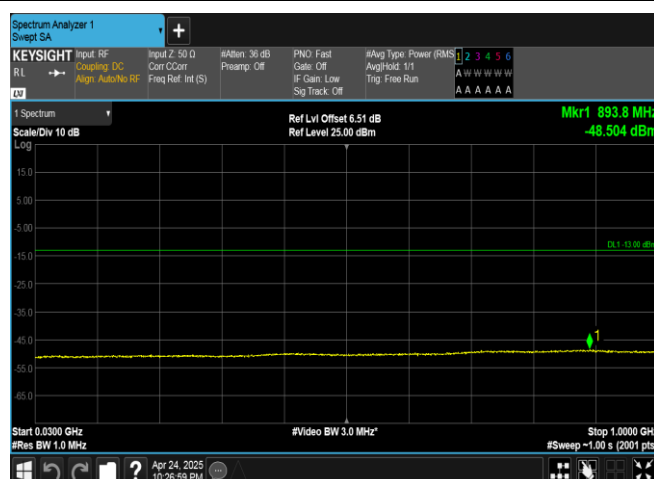 Spectrum Analyzer 1
Swept SA
+
KEYSIGHT Input: RF Input Z: 50 Ω #Atten: 36 dB PNO: Fast #Avg Type: Power (RMS 1 2 3 4 5 6
RL Coupling: DC Corr CCorr Preamp: Off Gate: Off Avg|Hold: 1/1 A W W W W W
Align: Auto/No RF Freq Ref: Int (S) IF Gain: Low Trig: Free Run
LXI Sig Track: Off A A A A A A
1 Spectrum Ref Lvl Offset 6.51 dB Mkr1 893.8 MHz
Scale/Div 10 dB Ref Level 25.00 dBm -48.504 dBm
Log
15.0
5.00
-5.00
DL1 -13.00 dBm
-15.0
-25.0
-35.0
-45.0
1
-55.0
-65.0
Start 0.0300 GHz #Video BW 3.0 MHz* Stop 1.0000 GHz
#Res BW 1.0 MHz #Sweep ~1.00 s (2001 pts
? Apr 24, 2025
10:26:59 PM